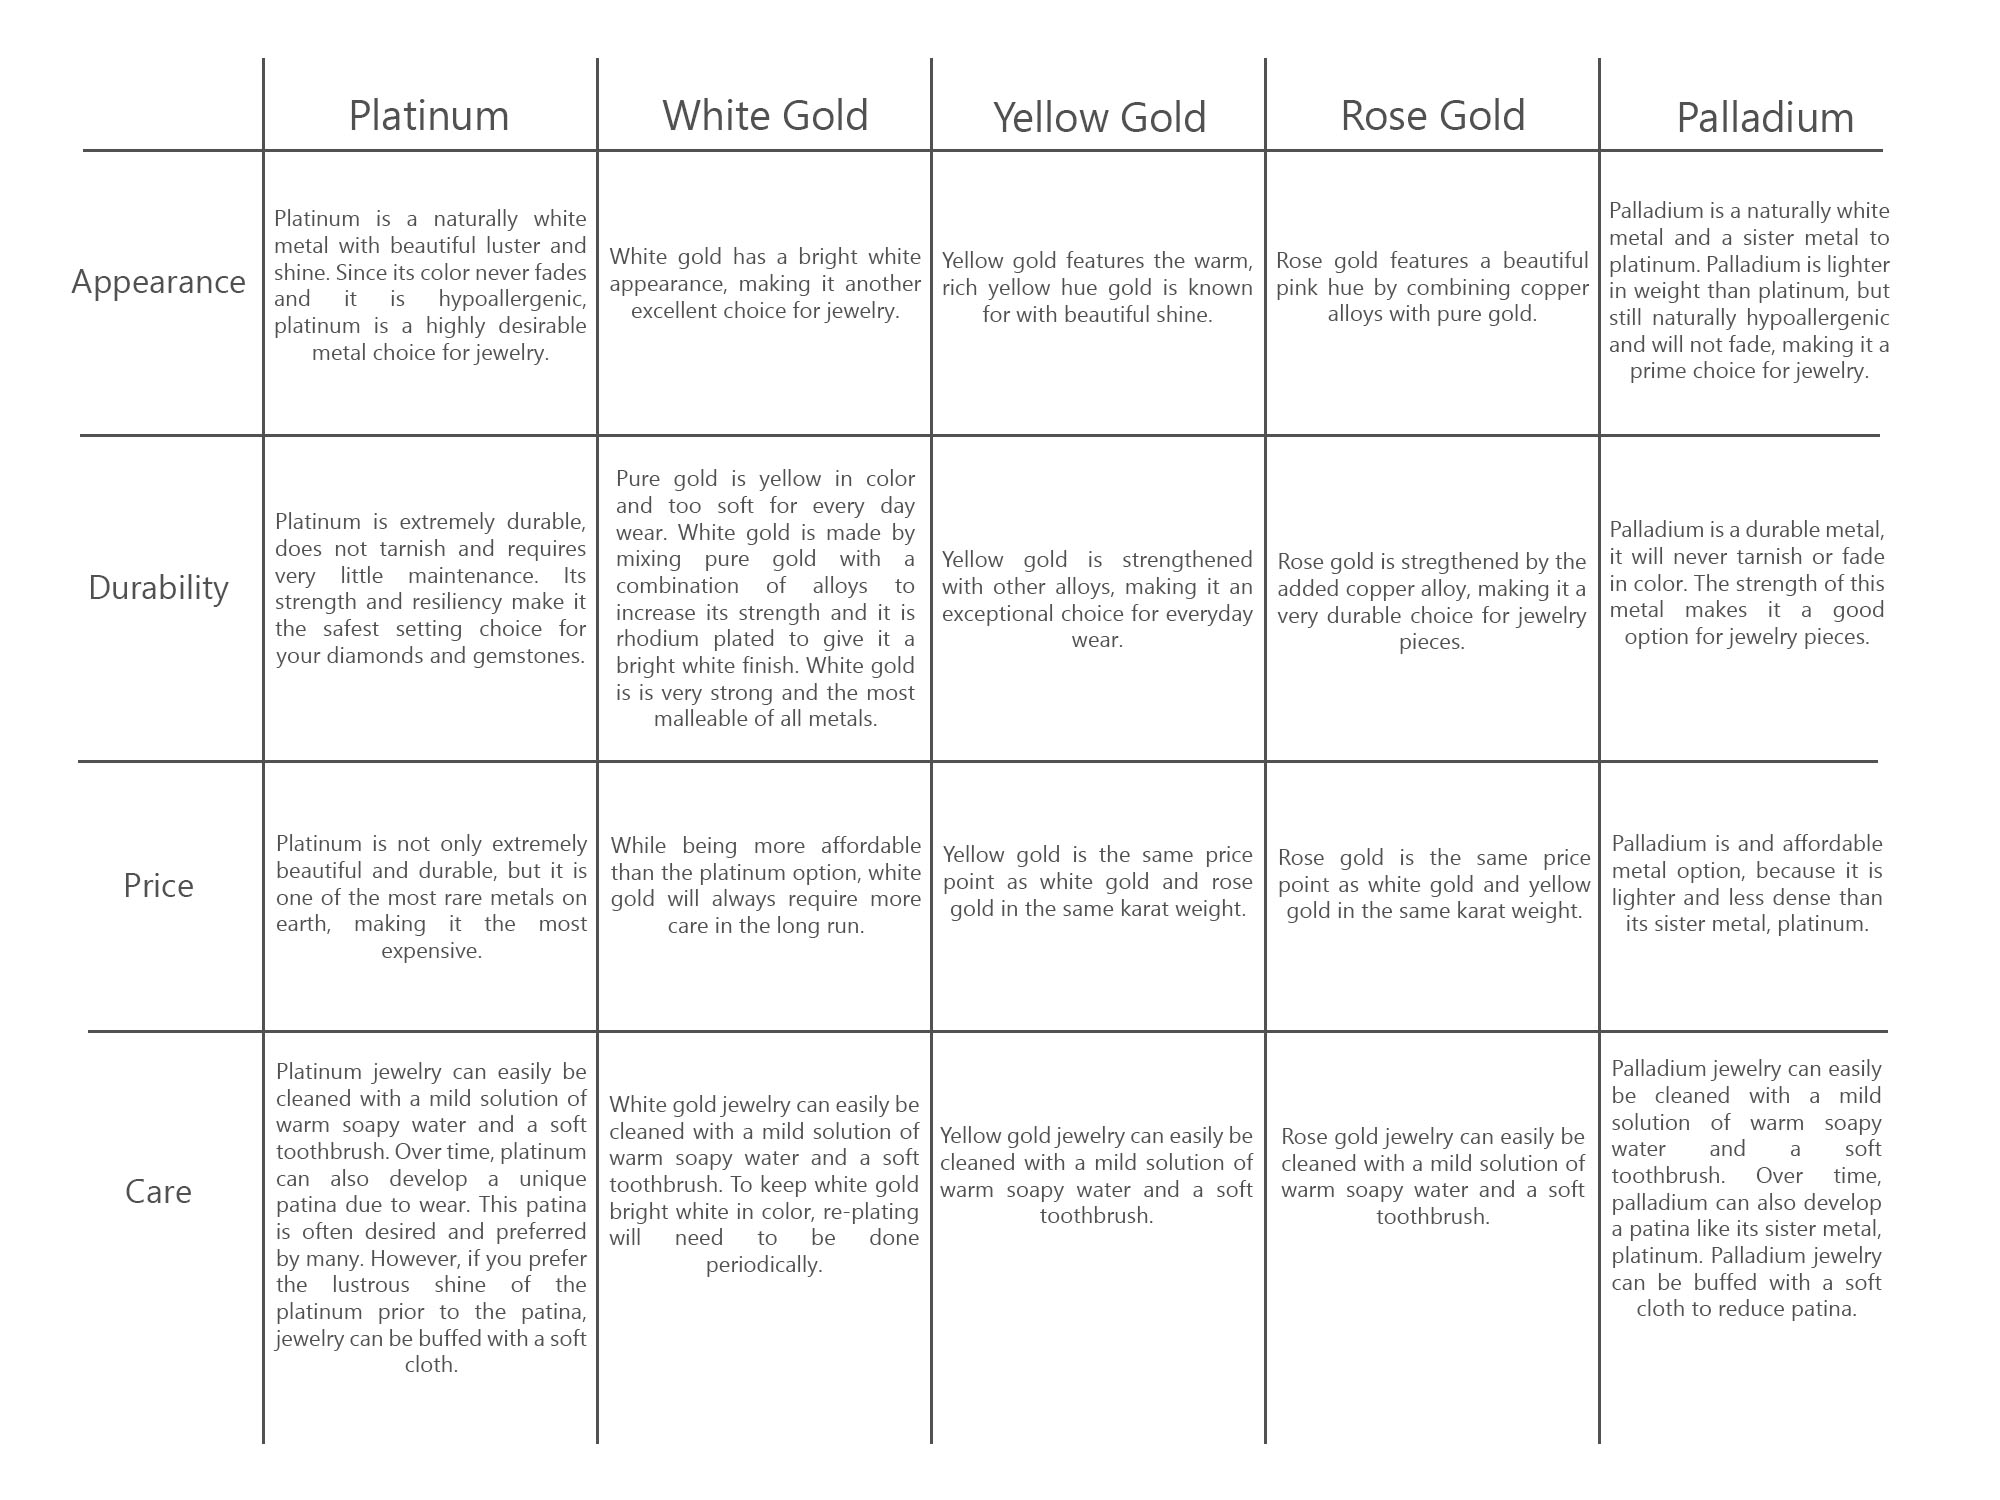 Platinum
White Gold
Yellow Gold
Rose Gold
Palladium
Appearance
Platinum is a naturally white
metal with beautiful luster and
shine. Since its color never fades
and it is hypoallergenic,
platinum is a highly desirable
metal choice for jewelry.
White gold has a bright white
appearance, making it another
excellent choice for jewelry.
Yellow gold features the warm,
rich yellow hue gold is known
for with beautiful shine.
Rose gold features a beautiful
pink hue by combining copper
alloys with pure gold.
Palladium is a naturally white
metal and a sister metal to
platinum. Palladium is lighter
in weight than platinum, but
still naturally hypoallergenic
and will not fade, making it a
prime choice for jewelry.
Durability
Platinum is extremely durable,
does not tarnish and requires
very little maintenance. Its
strength and resiliency make it
the safest setting choice for
your diamonds and gemstones.
Pure gold is yellow in color
and too soft for every day
wear. White gold is made by
mixing pure gold with a
combination of alloys to
increase its strength and it is
rhodium plated to give it a
bright white finish. White gold
is is very strong and the most
malleable of all metals.
Yellow gold is strengthened
with other alloys, making it an
exceptional choice for everyday
wear.
Rose gold is stregthened by the
added copper alloy, making it a
very durable choice for jewelry
pieces.
Palladium is a durable metal,
it will never tarnish or fade
in color. The strength of this
metal makes it a good
option for jewelry pieces.
Price
Platinum is not only extremely
beautiful and durable, but it is
one of the most rare metals on
earth, making it the most
expensive.
While being more affordable
than the platinum option, white
gold will always require more
care in the long run.
Yellow gold is the same price
point as white gold and rose
gold in the same karat weight.
Rose gold is the same price
point as white gold and yellow
gold in the same karat weight.
Palladium is and affordable
metal option, because it is
lighter and less dense than
its sister metal, platinum.
Care
Platinum jewelry can easily be
cleaned with a mild solution of
warm soapy water and a soft
toothbrush. Over time, platinum
can also develop a unique
patina due to wear. This patina
is often desired and preferred
by many. However, if you prefer
the lustrous shine of the
platinum prior to the patina,
jewelry can be buffed with a soft
cloth.
White gold jewelry can easily be
cleaned with a mild solution of
warm soapy water and a soft
toothbrush. To keep white gold
bright white in color, re-plating
will need to be done
periodically.
Yellow gold jewelry can easily be
cleaned with a mild solution of
warm soapy water and a soft
toothbrush.
Rose gold jewelry can easily be
cleaned with a mild solution of
warm soapy water and a soft
toothbrush.
Palladium jewelry can easily
be cleaned with a mild
solution of warm soapy
water and a soft
toothbrush. Over time,
palladium can also develop
a patina like its sister metal,
platinum. Palladium jewelry
can be buffed with a soft
cloth to reduce patina.